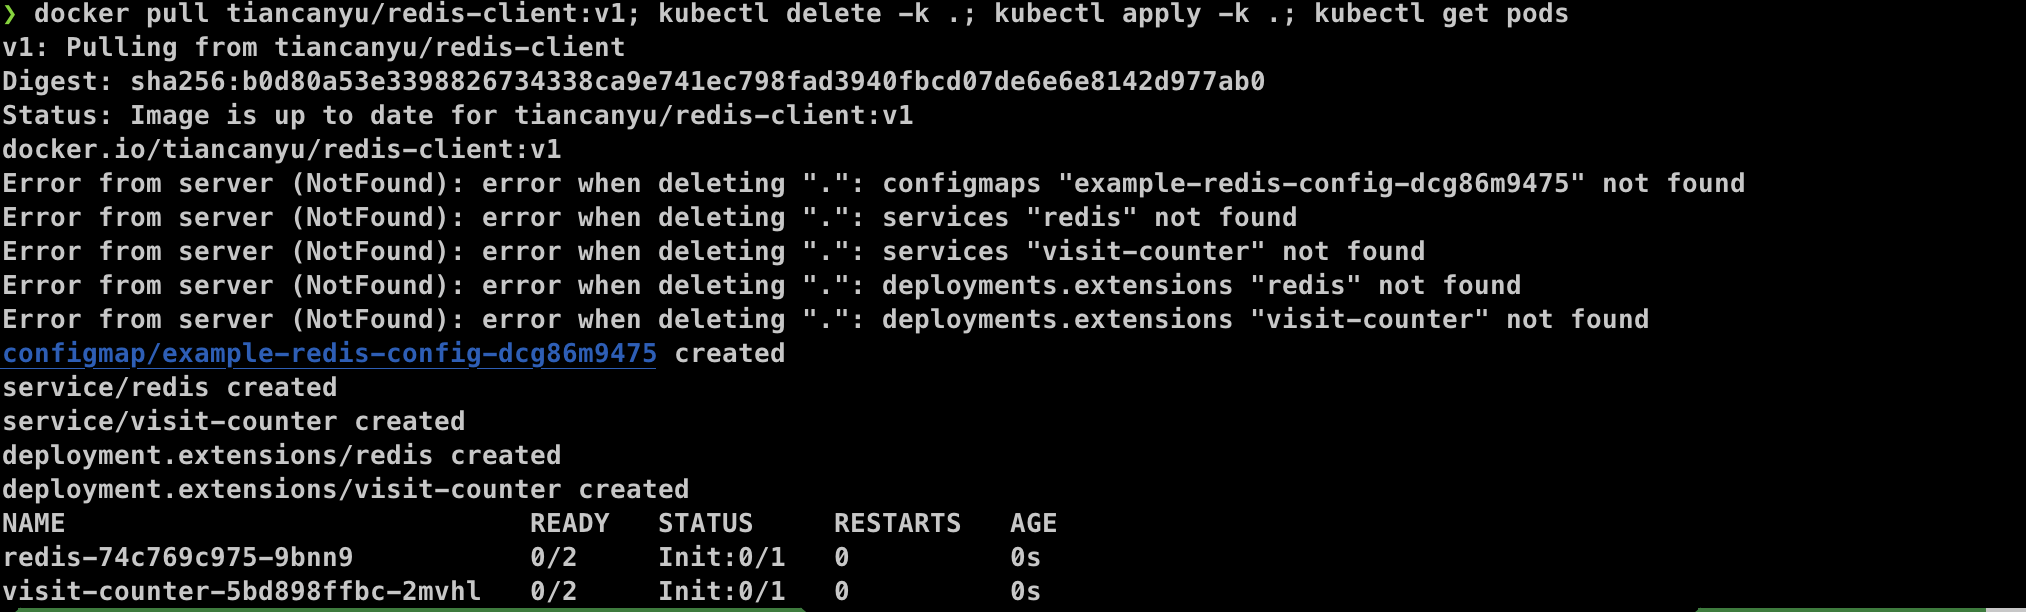 ❯ docker pull tiancanyu/redis-client:v1; kubectl delete -k .; kubectl apply -k .; kubectl get pods
v1: Pulling from tiancanyu/redis-client
Digest: sha256:b0d80a53e3398826734338ca9e741ec798fad3940fbcd07de6e6e8142d977ab0
Status: Image is up to date for tiancanyu/redis-client:v1
docker.io/tiancanyu/redis-client:v1
Error from server (NotFound): error when deleting ".": configmaps "example-redis-config-dcg86m9475" not found
Error from server (NotFound): error when deleting ".": services "redis" not found
Error from server (NotFound): error when deleting ".": services "visit-counter" not found
Error from server (NotFound): error when deleting ".": deployments.extensions "redis" not found
Error from server (NotFound): error when deleting ".": deployments.extensions "visit-counter" not found
configmap/example-redis-config-dcg86m9475 created
service/redis created
service/visit-counter created
deployment.extensions/redis created
deployment.extensions/visit-counter created
NAME READY STATUS RESTARTS AGE
redis-74c769c975-9bnn9 0/2 Init:0/1 0 0s
visit-counter-5bd898ffbc-2mvhl 0/2 Init:0/1 0 0s